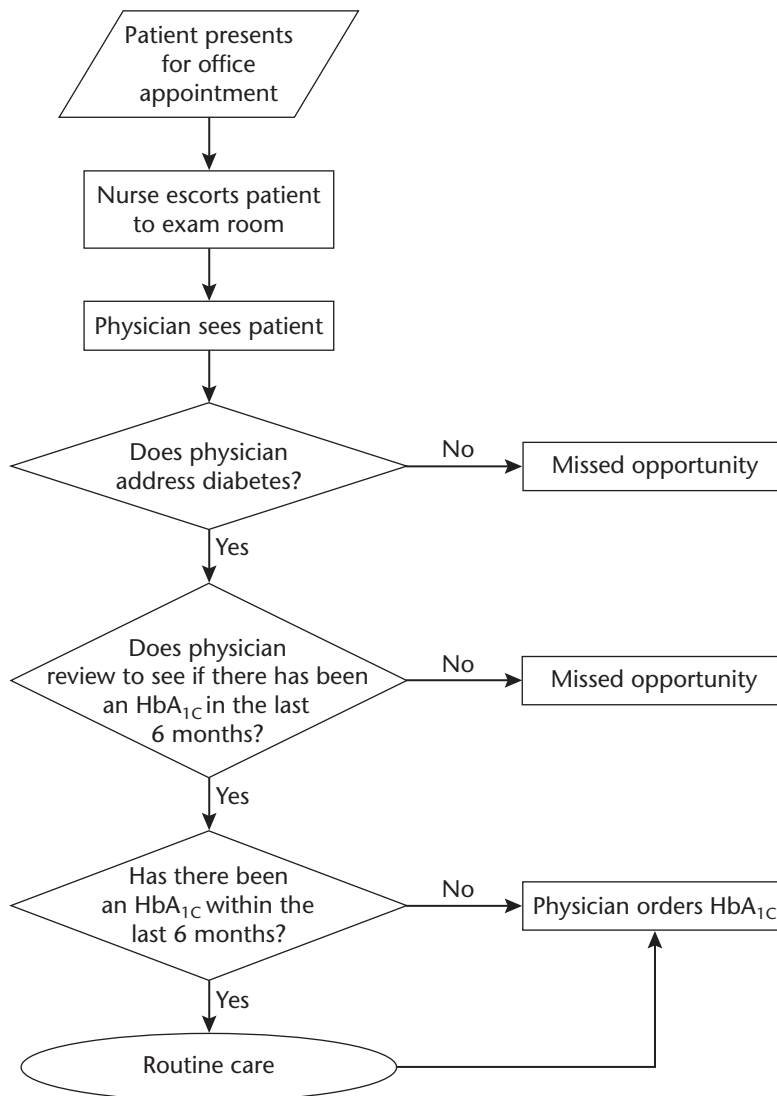 Patient presents
for office
appointment
Nurse escorts patient
to exam room
Physician sees patient
Does physician
address diabetes?
No
Missed opportunity
Yes
Does physician
review to see if there has been
an HbA1C in the last
6 months?
No
Missed opportunity
Yes
Has there been
an HbA1C within the
last 6 months?
No
Physician orders HbA1C
Yes
Routine care